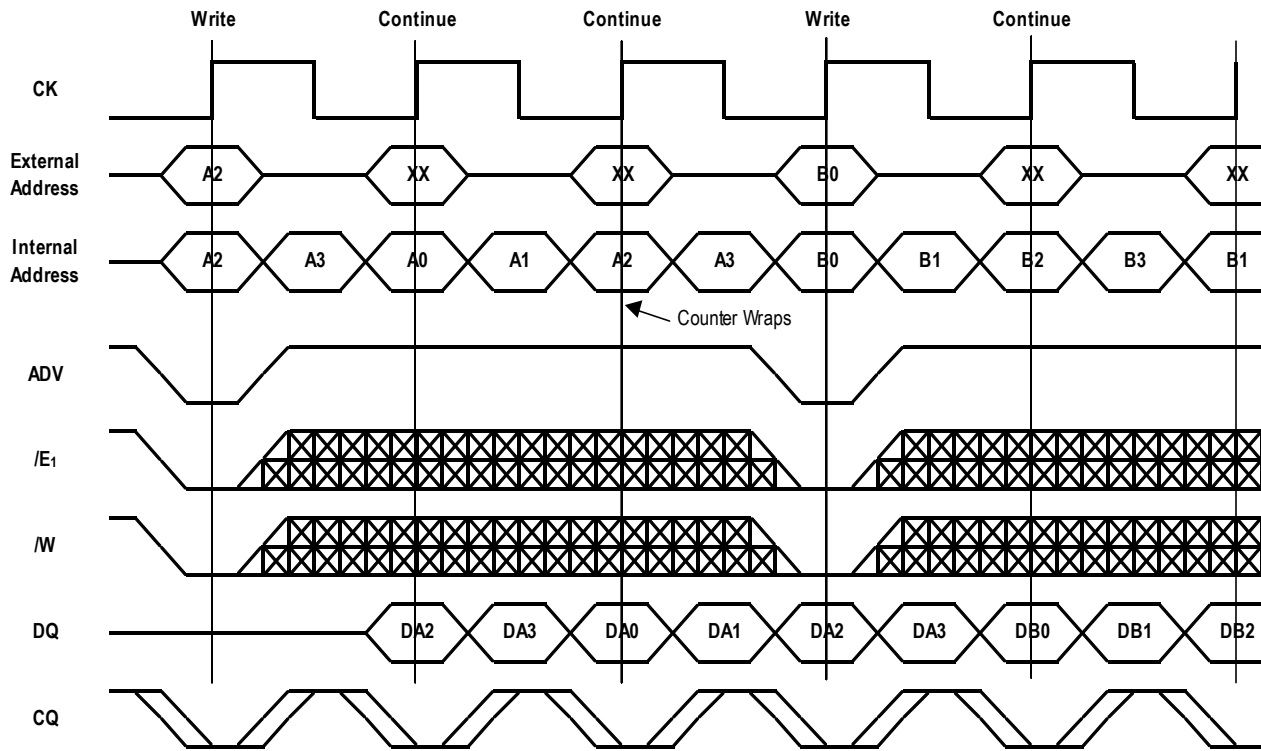 Write Continue Continue Write Continue
CK
External Address A2 XX XX B0 XX XX
Internal Address A2 A3 A0 A1 A2 A3 B0 B1 B2 B3 B1
Counter Wraps
ADV
/E1
/W
DQ DA2 DA3 DA0 DA1 DA2 DA3 DB0 DB1 DB2
CQ